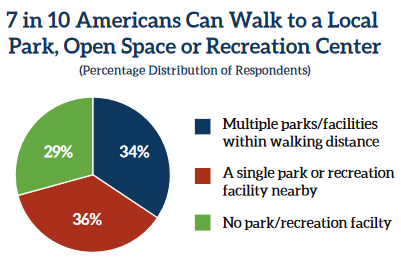 7 in 10 Americans Can Walk to a Local
Park, Open Space or Recreation Center
(Percentage Distribution of Respondents)
29%
34%
36%
Multiple parks/facilities
within walking distance
A single park or recreation
facility nearby
No park/recreation facilty